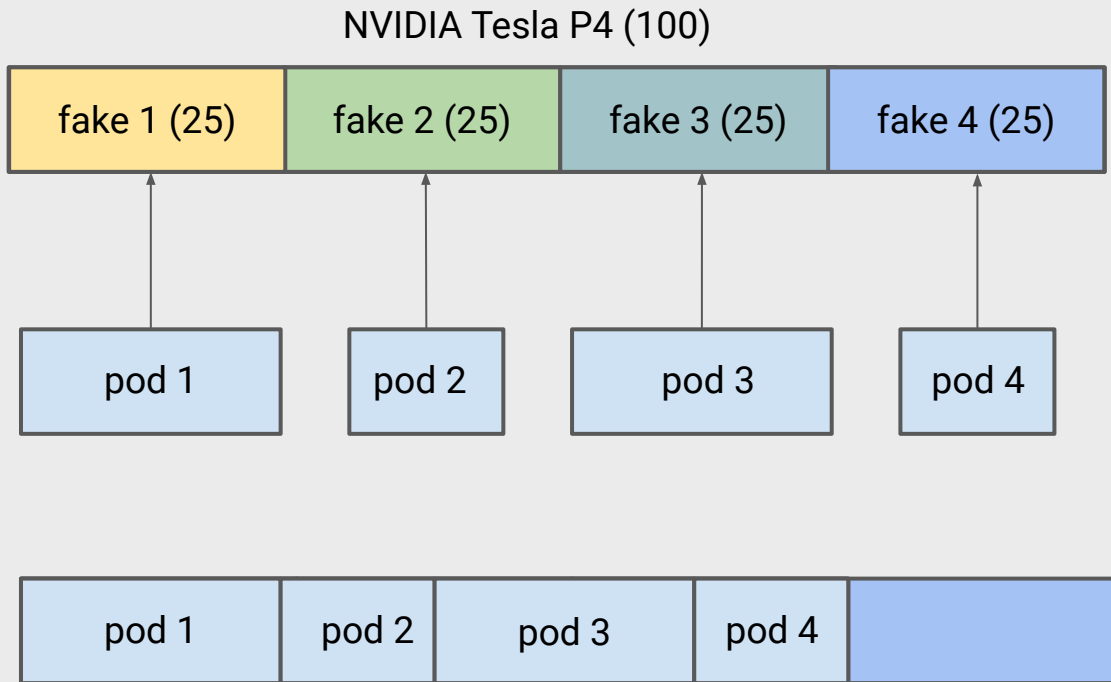 NVIDIA Tesla P4 (100)
fake 1 (25) fake 2 (25) fake 3 (25) fake 4 (25)
pod 1 pod 2 pod 3 pod 4
pod 1 pod 2 pod 3 pod 4